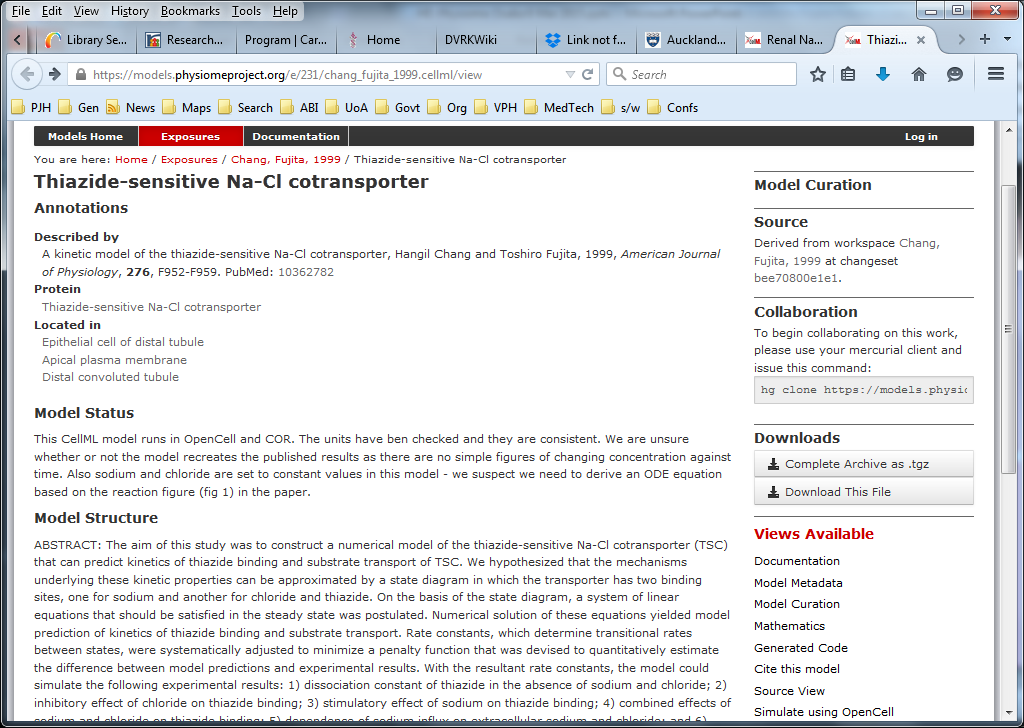 File Edit View History Bookmarks Tools Help
Library Se... Research... Program | Car... Home DVRKWiki Link not f... Auckland... Renal Na... Thiazi...
https://models.physiomeproject.org/e/231/chang_fujita_1999.cellml/view Search
PJH Gen News Maps Search ABI UoA Govt Org VPH MedTech s/w Confs
Models Home Exposures Documentation Log in
You are here: Home / Exposures / Chang, Fujita, 1999 / Thiazide-sensitive Na-Cl cotransporter
Thiazide-sensitive Na-Cl cotransporter
Annotations
Described by
A kinetic model of the thiazide-sensitive Na-Cl cotransporter, Hangil Chang and Toshiro Fujita, 1999, American Journal
of Physiology, 276, F952-F959. PubMed: 10362782
Protein
Thiazide-sensitive Na-Cl cotransporter
Located in
Epithelial cell of distal tubule
Apical plasma membrane
Distal convoluted tubule
Model Status
This CellML model runs in OpenCell and COR. The units have ben checked and they are consistent. We are unsure
whether or not the model recreates the published results as there are no simple figures of changing concentration against
time. Also sodium and chloride are set to constant values in this model - we suspect we need to derive an ODE equation
based on the reaction figure (fig 1) in the paper.
Model Structure
ABSTRACT: The aim of this study was to construct a numerical model of the thiazide-sensitive Na-Cl cotransporter (TSC)
that can predict kinetics of thiazide binding and substrate transport of TSC. We hypothesized that the mechanisms
underlying these kinetic properties can be approximated by a state diagram in which the transporter has two binding
sites, one for sodium and another for chloride and thiazide. On the basis of the state diagram, a system of linear
equations that should be satisfied in the steady state was postulated. Numerical solution of these equations yielded model
prediction of kinetics of thiazide binding and substrate transport. Rate constants, which determine transitional rates
between states, were systematically adjusted to minimize a penalty function that was devised to quantitatively estimate
the difference between model predictions and experimental results. With the resultant rate constants, the model could
simulate the following experimental results: 1) dissociation constant of thiazide in the absence of sodium and chloride; 2)
inhibitory effect of chloride on thiazide binding; 3) stimulatory effect of sodium on thiazide binding; 4) combined effects of
sodium and chloride on thiazide binding; 5) dependence of sodium influx on extracellular sodium and chloride; and 6)
Model Curation
Source
Derived from workspace Chang,
Fujita, 1999 at changeset
bee70800e1e1.
Collaboration
To begin collaborating on this work,
please use your mercurial client and
issue this command:
hg clone https://models.physio
Downloads
Complete Archive as .tgz
Download This File
Views Available
Documentation
Model Metadata
Model Curation
Mathematics
Generated Code
Cite this model
Source View
Simulate using OpenCell